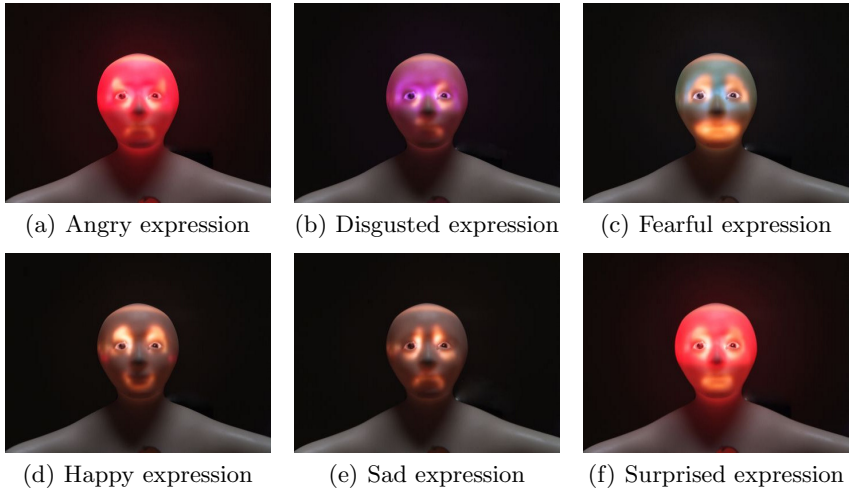 (a) Angry expression
(b) Disgusted expression
(c) Fearful expression
(d) Happy expression
(e) Sad expression
(f) Surprised expression